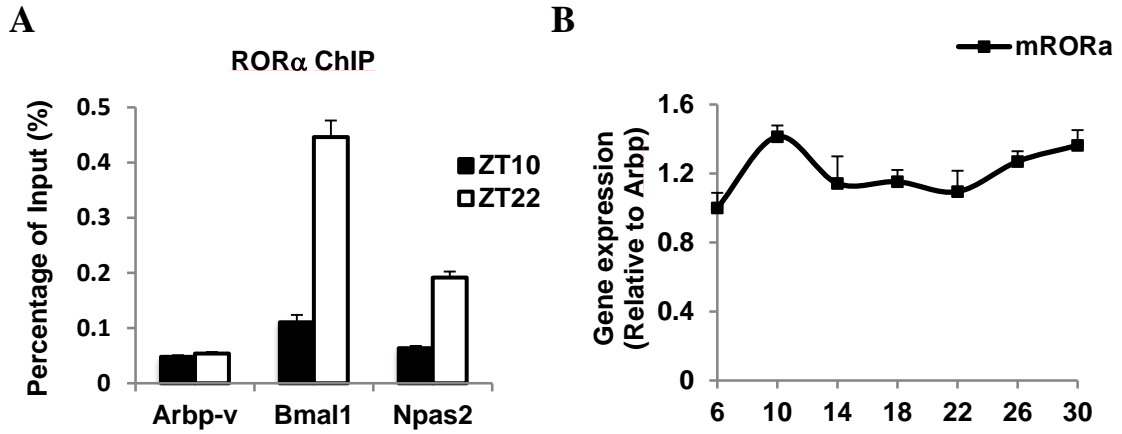 A
RORα ChIP
Percentage of Input (%)
0.5
0.4
0.3
0.2
0.1
0
ZT10
ZT22
Arbp-v Bmal1 Npas2
B
mRORa
Gene expression
(Relative to Arbp)
1.6
1.2
0.8
0.4
0
6 10 14 18 22 26 30